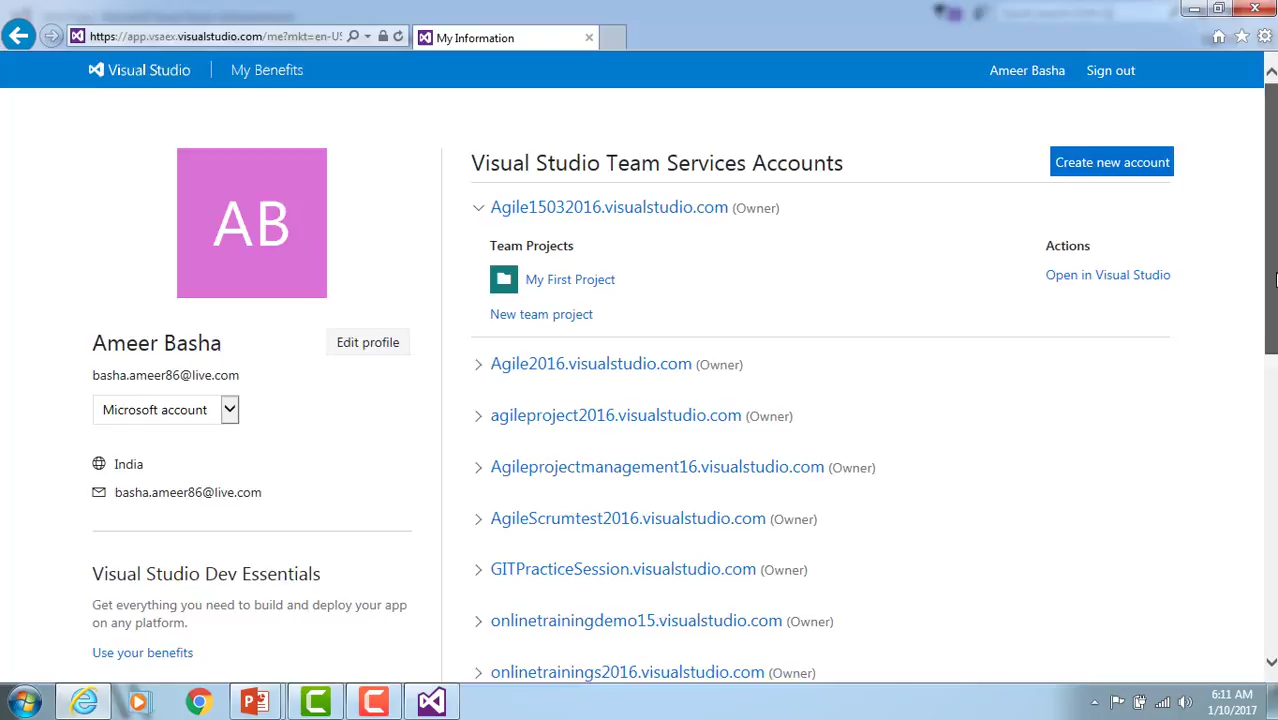 https://app.vsaex.visualstudio.com/me?mkt=en-US
My Information
Visual Studio
My Benefits
Ameer Basha
Sign out
AB
Ameer Basha
Edit profile
basha.ameer86@live.com
Microsoft account
India
basha.ameer86@live.com
Visual Studio Dev Essentials
Get everything you need to build and deploy your app
on any platform.
Use your benefits
Visual Studio Team Services Accounts
Create new account
Agile15032016.visualstudio.com (Owner)
Team Projects
Actions
My First Project
Open in Visual Studio
New team project
Agile2016.visualstudio.com (Owner)
agileproject2016.visualstudio.com (Owner)
Agileprojectmanagement16.visualstudio.com (Owner)
AgileScrumtest2016.visualstudio.com (Owner)
GITPracticeSession.visualstudio.com (Owner)
onlinetrainingdemo15.visualstudio.com (Owner)
onlinetrainings2016.visualstudio.com (Owner)
6:11 AM
1/10/2017